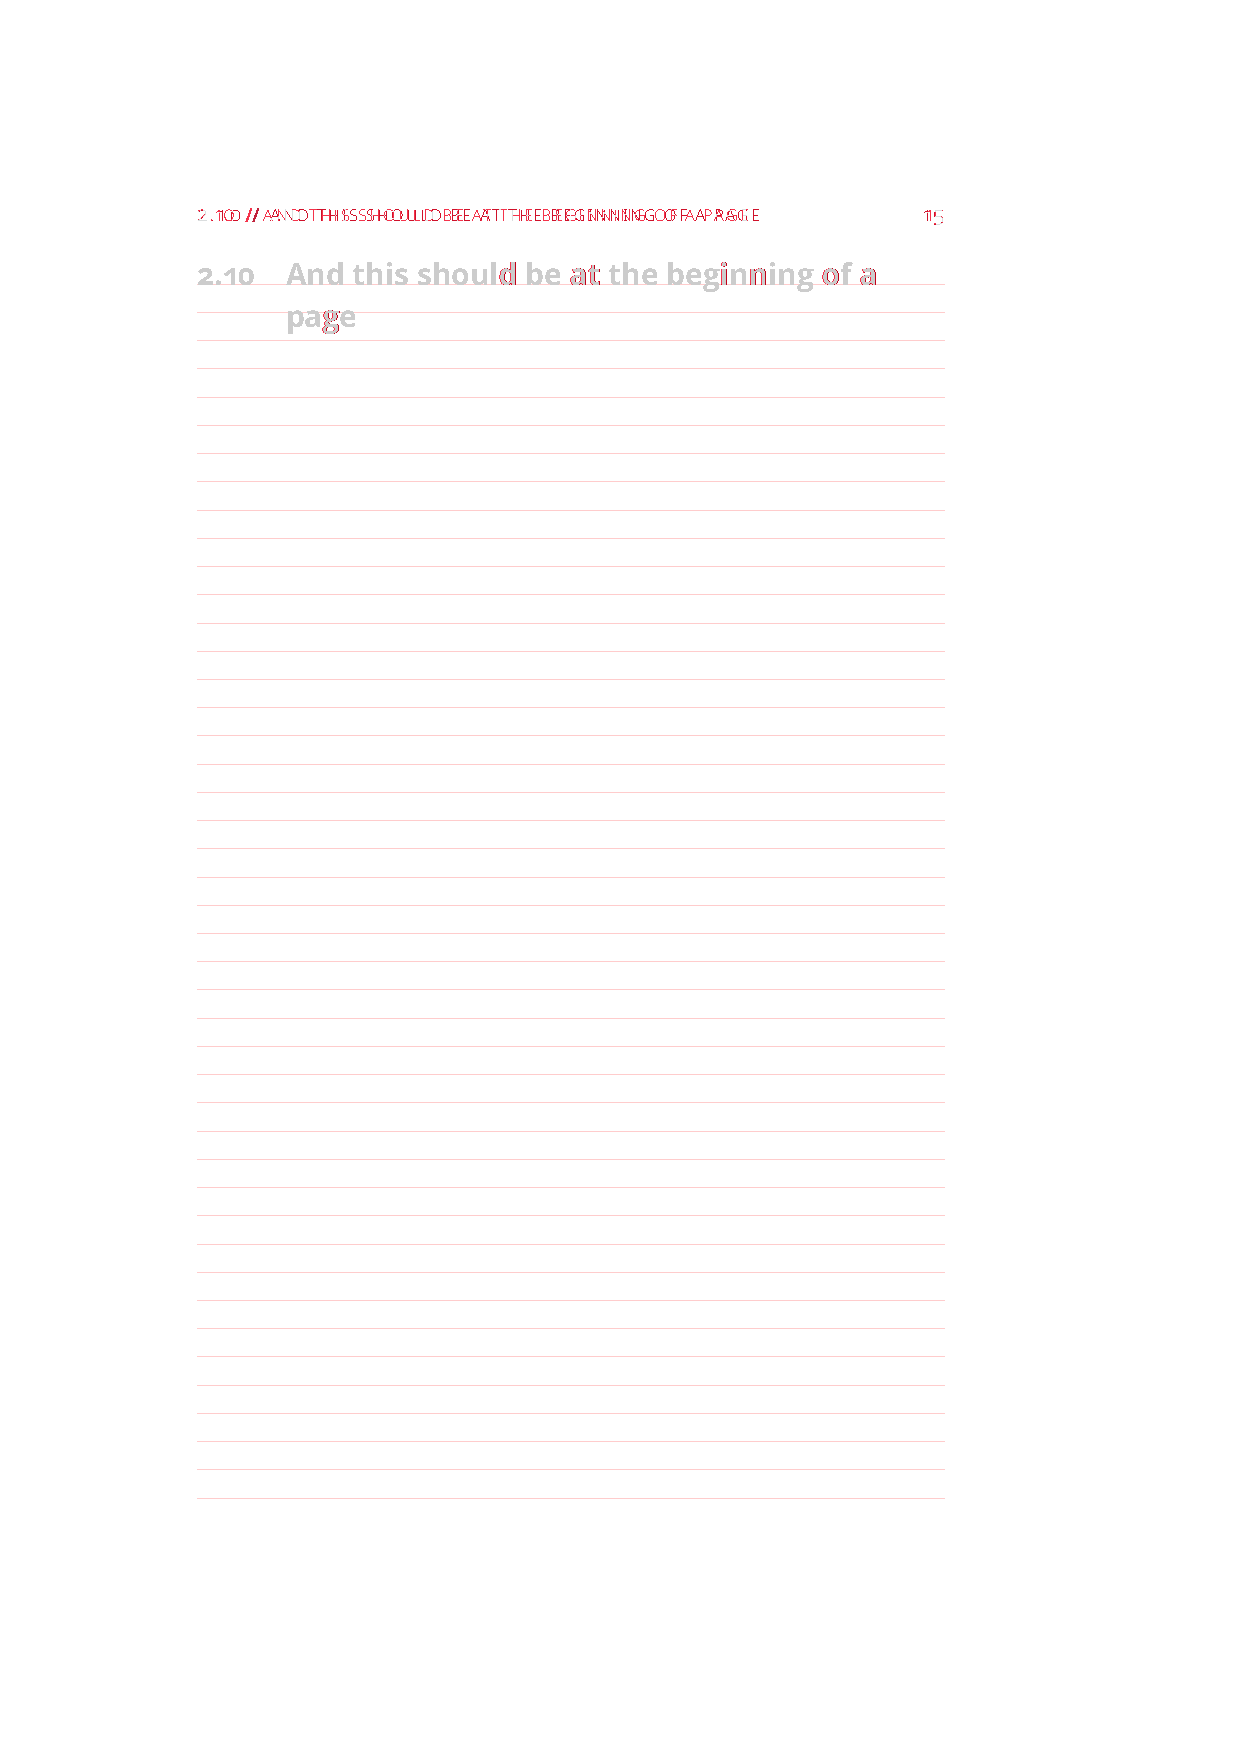 2.10 // AND THIS SHOULD BE AT THE BEGINNING OF A PAGE 15
2.10 And this should be at the beginning of a
page